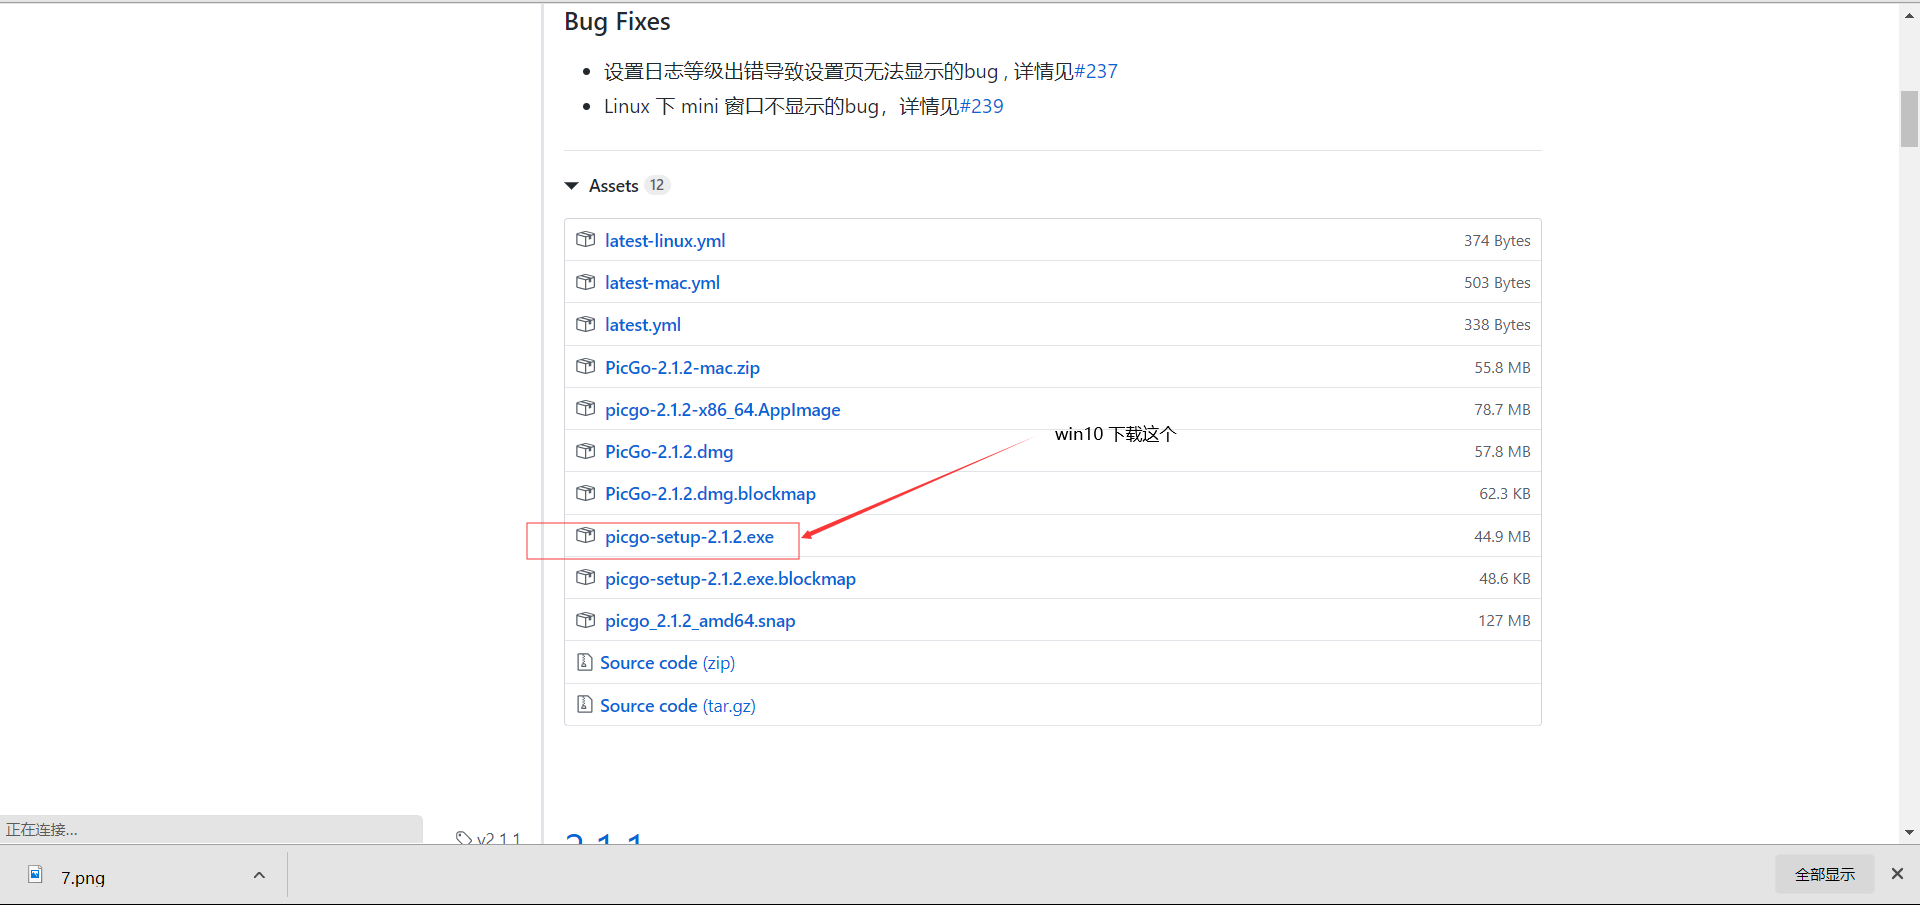 Bug Fixes
设置日志等级出错导致设置页无法显示的bug , 详情见#237
Linux 下 mini 窗口不显示的bug，详情见#239
Assets 12
latest-linux.yml 374 Bytes
latest-mac.yml 503 Bytes
latest.yml 338 Bytes
PicGo-2.1.2-mac.zip 55.8 MB
picgo-2.1.2-x86_64.AppImage 78.7 MB
win10 下载这个
PicGo-2.1.2.dmg 57.8 MB
PicGo-2.1.2.dmg.blockmap 62.3 KB
picgo-setup-2.1.2.exe 44.9 MB
picgo-setup-2.1.2.exe.blockmap 48.6 KB
picgo_2.1.2_amd64.snap 127 MB
Source code (zip)
Source code (tar.gz)
正在连接...
v2.1.1
2.1.1
7.png
全部显示